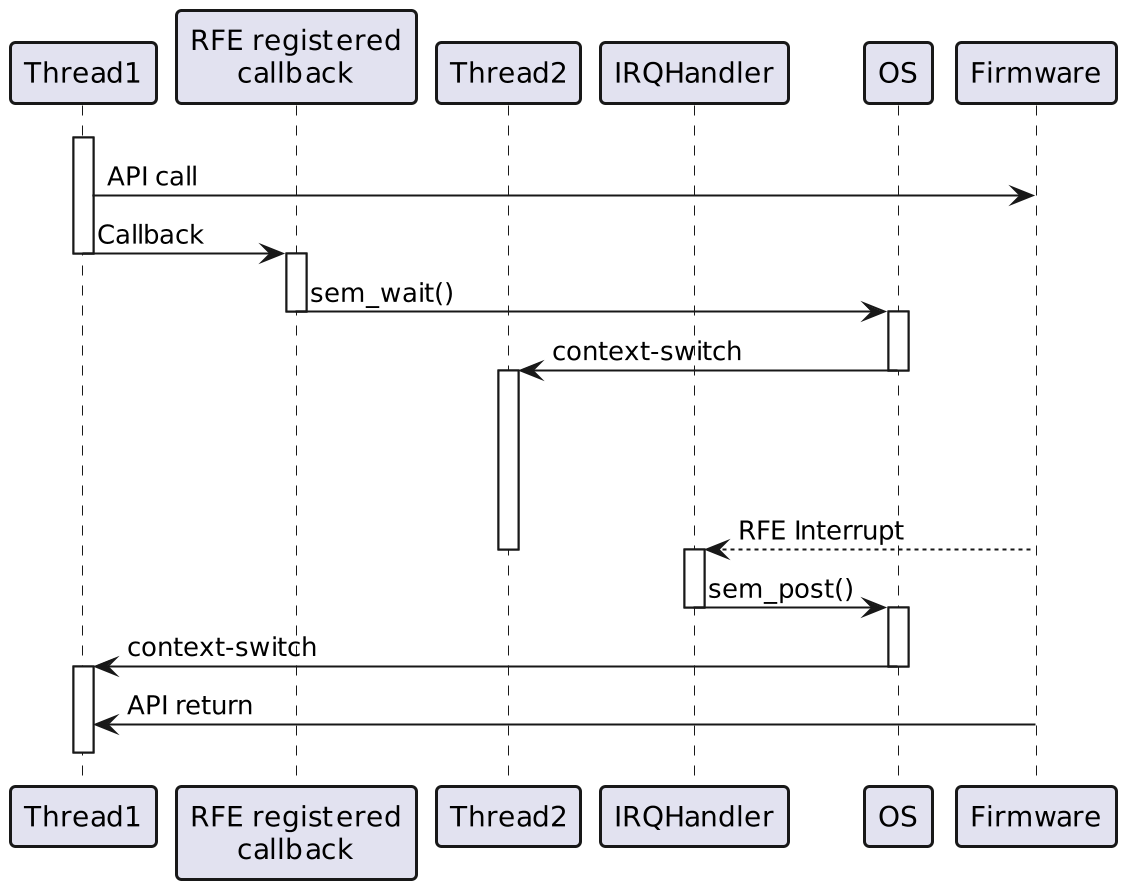 RFE registered
callback
Thread1
Thread2
IRQHandler
OS
Firmware
API call
Callback
sem_wait()
context-switch
RFE Interrupt
sem_post()
context-switch
API return
Thread1
RFE registered
callback
Thread2
IRQHandler
OS
Firmware